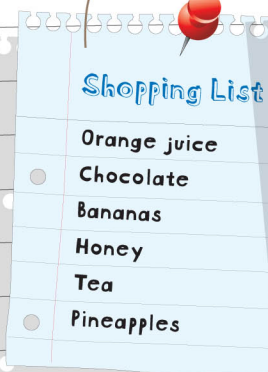 Shopping List
Orange juice
Chocolate
Bananas
Honey
Tea
Pineapples